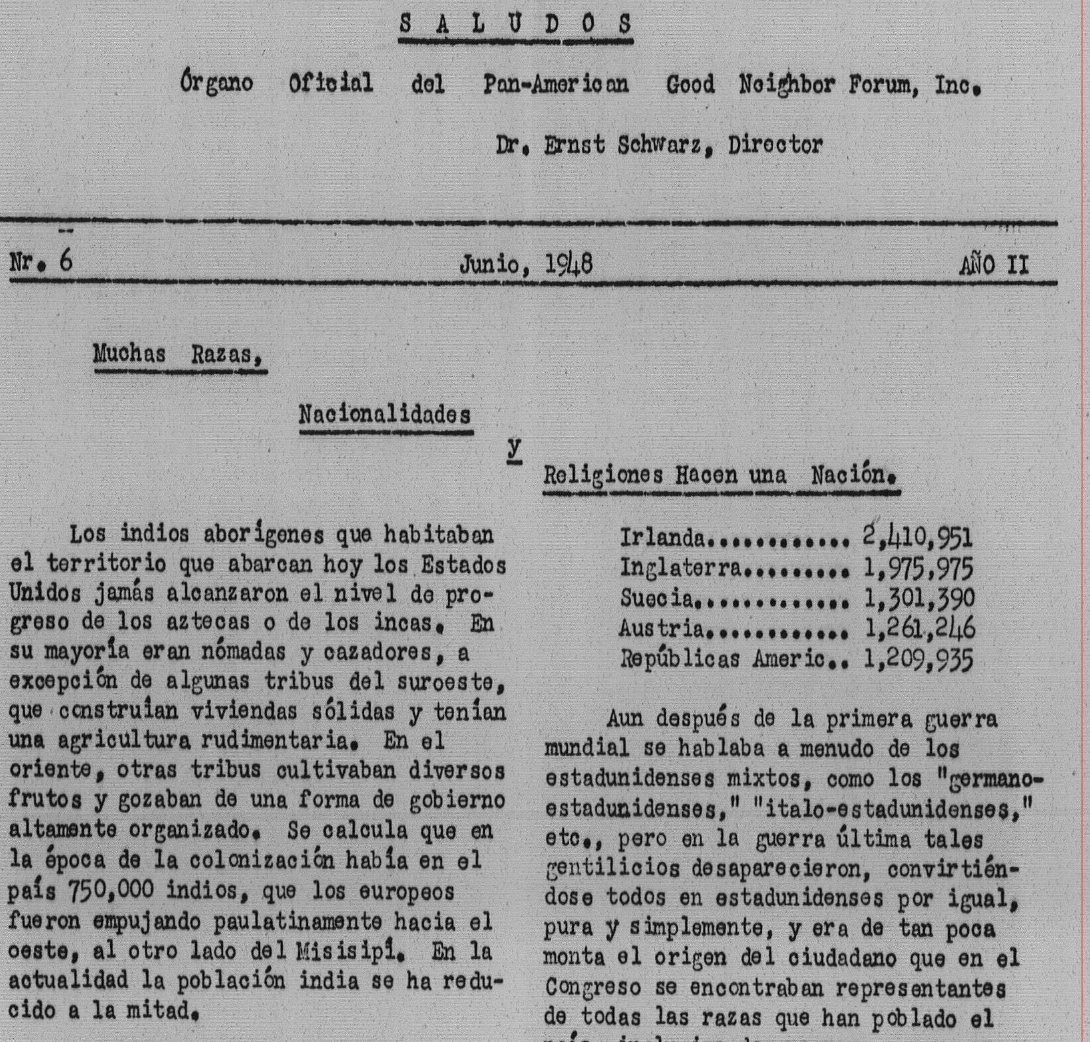 S A L U D O S
Órgano Oficial del Pan-American Good Neighbor Forum, Inc.
Dr. Ernst Schwarz, Director
Nr. 6 Junio, 1948 AÑO II
Muchas Razas,
Nacionalidades
y
Religiones Hacen una Nación.
Los indios aborígenes que habitaban
el territorio que abarcan hoy los Estados
Unidos jamás alcanzaron el nivel de pro-
greso de los aztecas o de los incas. En
su mayoría eran nómadas y cazadores, a
excepción de algunas tribus del suroeste,
que construían viviendas sólidas y tenían
una agricultura rudimentaria. En el
oriente, otras tribus cultivaban diversos
frutos y gozaban de una forma de gobierno
altamente organizado. Se calcula que en
la época de la colonización había en el
país 750,000 indios, que los europeos
fueron empujando paulatinamente hacia el
oeste, al otro lado del Misisipí. En la
actualidad la población india se ha redu-
cido a la mitad.
Irlanda............ 2,410,951
Inglaterra......... 1,975,975
Suecia............. 1,301,390
Austria............ 1,261,246
Repúblicas Americ.. 1,209,935
Aun después de la primera guerra
mundial se hablaba a menudo de los
estadunidenses mixtos, como los "germano-
estadunidenses," "italo-estadunidenses,"
etc., pero en la guerra última tales
gentilicios desaparecieron, convirtién-
dose todos en estadunidenses por igual,
pura y simplemente, y era de tan poca
monta el origen del ciudadano que en el
Congreso se encontraban representantes
de todas las razas que han poblado el